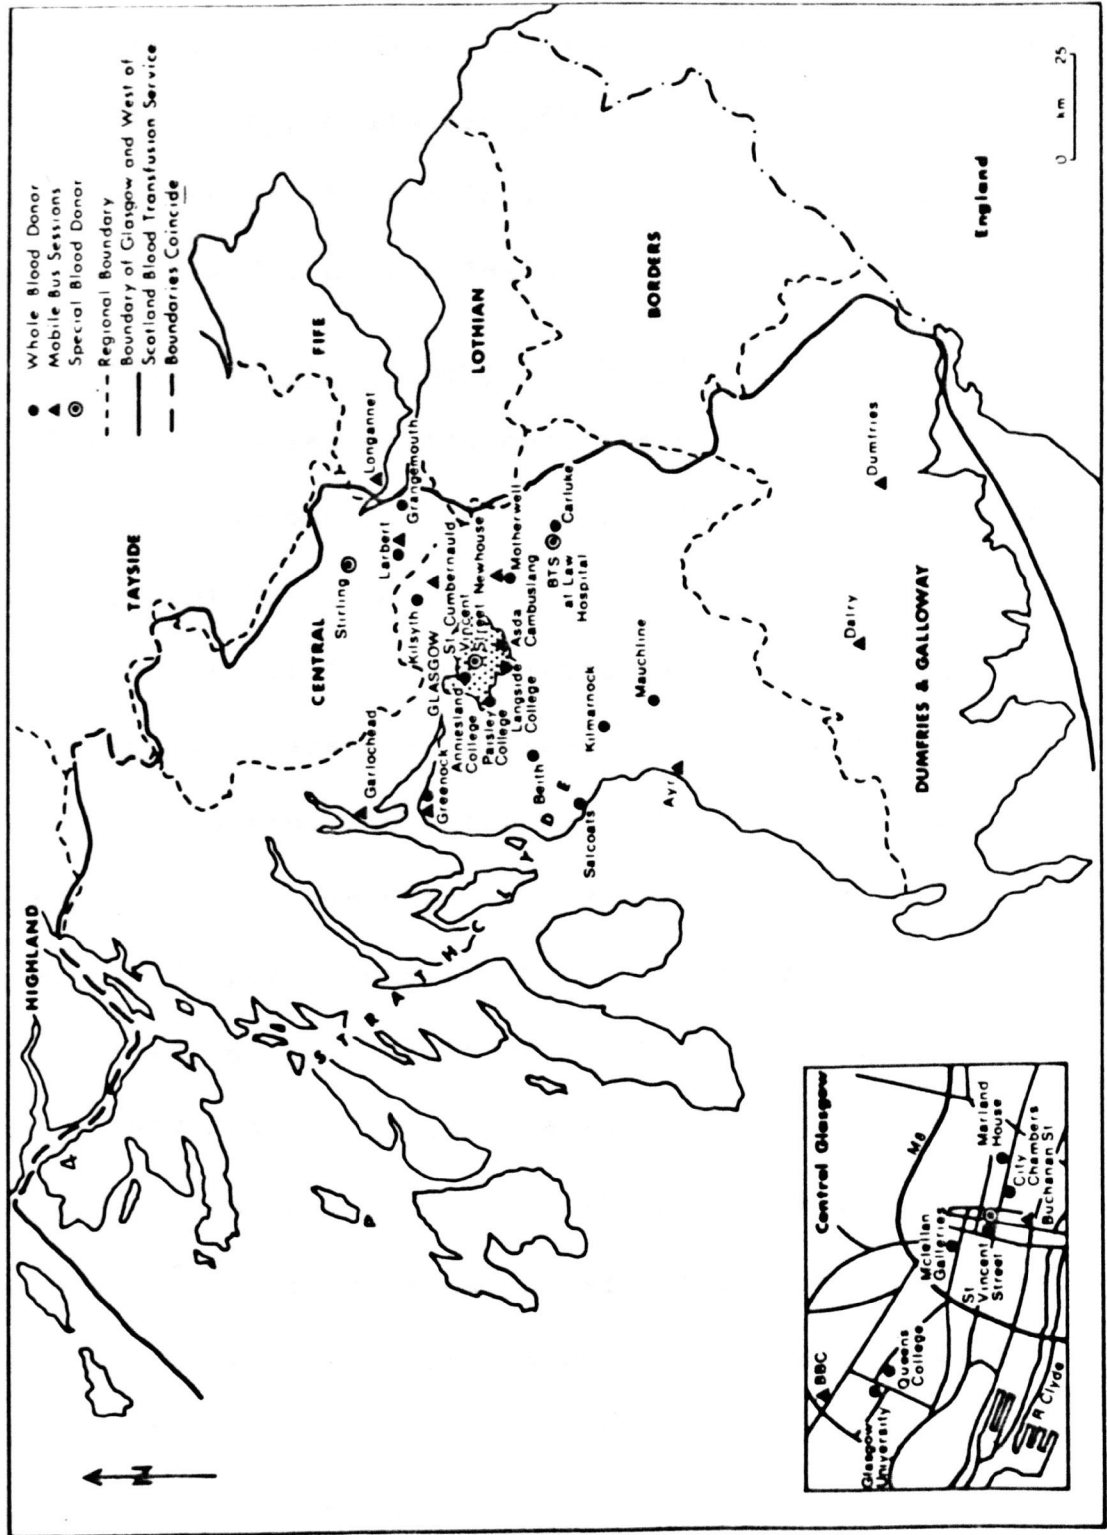 Whole Blood Donor
Mobile Bus Sessions
Special Blood Donor
Regional Boundary
Boundary of Glasgow and West of
Scotland Blood Transfusion Service
Boundaries Coincide
N
HIGHLAND
TAYSIDE
FIFE
CENTRAL
Stirling
Longannet
Larbert
Grangemouth
LOTHIAN
BORDERS
England
Garlochead
Kilsyth
GLASGOW
St. Cumbernauld
Vincent
Street
Newhouse
Motherwell
Greenock
Anniesland
College
Paisley
College
Langside
College
Asda
Cambuslang
BTS
at Law
Hospital
Carluke
Beith
Kilmarnock
Mauchline
Salcoats
Ayr
STRATHCLYDE
Dalry
Dumfries
DUMFRIES & GALLOWAY
0 km 25
Central Glasgow
BBC
M8
Glasgow
University
Queens
College
Mclellan
Galleries
St
Vincent
Street
Marland
House
City
Chambers
Buchanan St
R Clyde